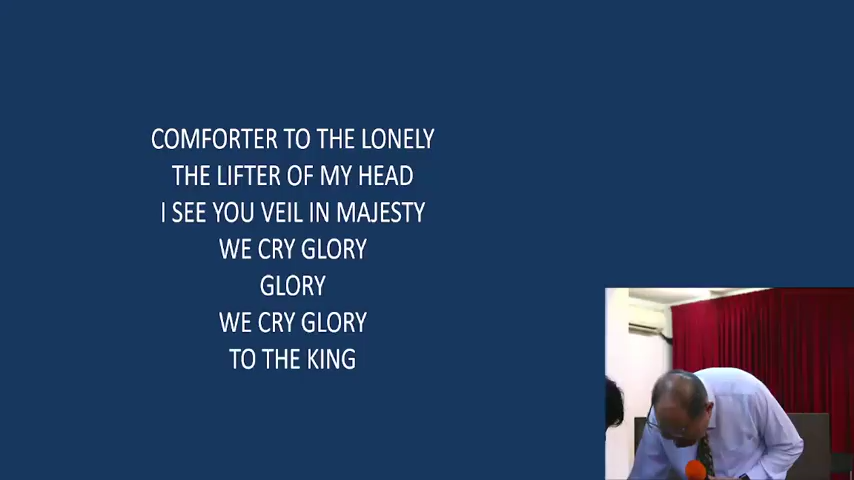 COMFORTER TO THE LONELY
THE LIFTER OF MY HEAD
I SEE YOU VEIL IN MAJESTY
WE CRY GLORY
GLORY
WE CRY GLORY
TO THE KING